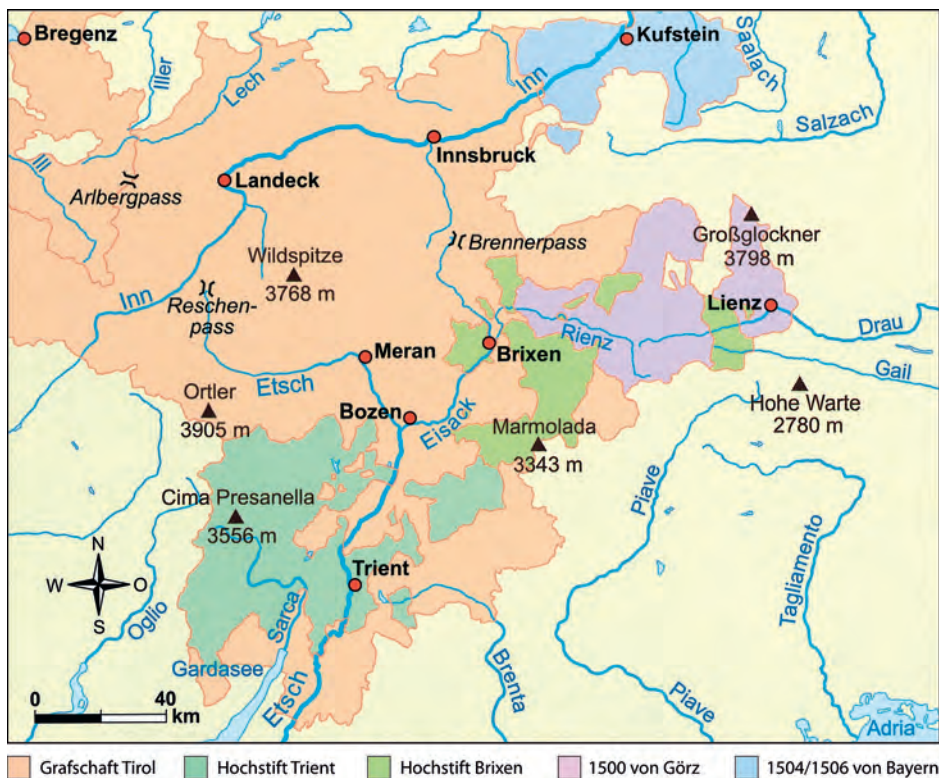 Bregenz
Kufstein
Iller
Lech
Inn
Saalach
Salzach
Ill
Innsbruck
Landeck
Arlbergpass
Brennerpass
Großglockner
3798 m
Wildspitze
3768 m
Inn
Reschen-
pass
Lienz
Rienz
Drau
Brixen
Meran
Gail
Etsch
Ortler
3905 m
Hohe Warte
2780 m
Bozen
Eisack
Marmolada
3343 m
Cima Presanella
3556 m
Piave
Tagliamento
N
W
O
S
Trient
Oglio
Sarca
Gardasee
Etsch
Brenta
Piave
0
40
km
Adria
Grafschaft Tirol
Hochstift Trient
Hochstift Brixen
1500 von Görz
1504/1506 von Bayern